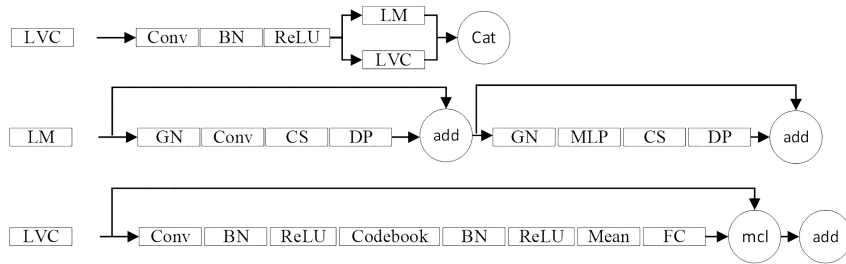 LM
LVC Conv BN ReLU Cat
LVC
LM GN Conv CS DP add GN MLP CS DP add
LVC Conv BN ReLU Codebook BN ReLU Mean FC mcl add